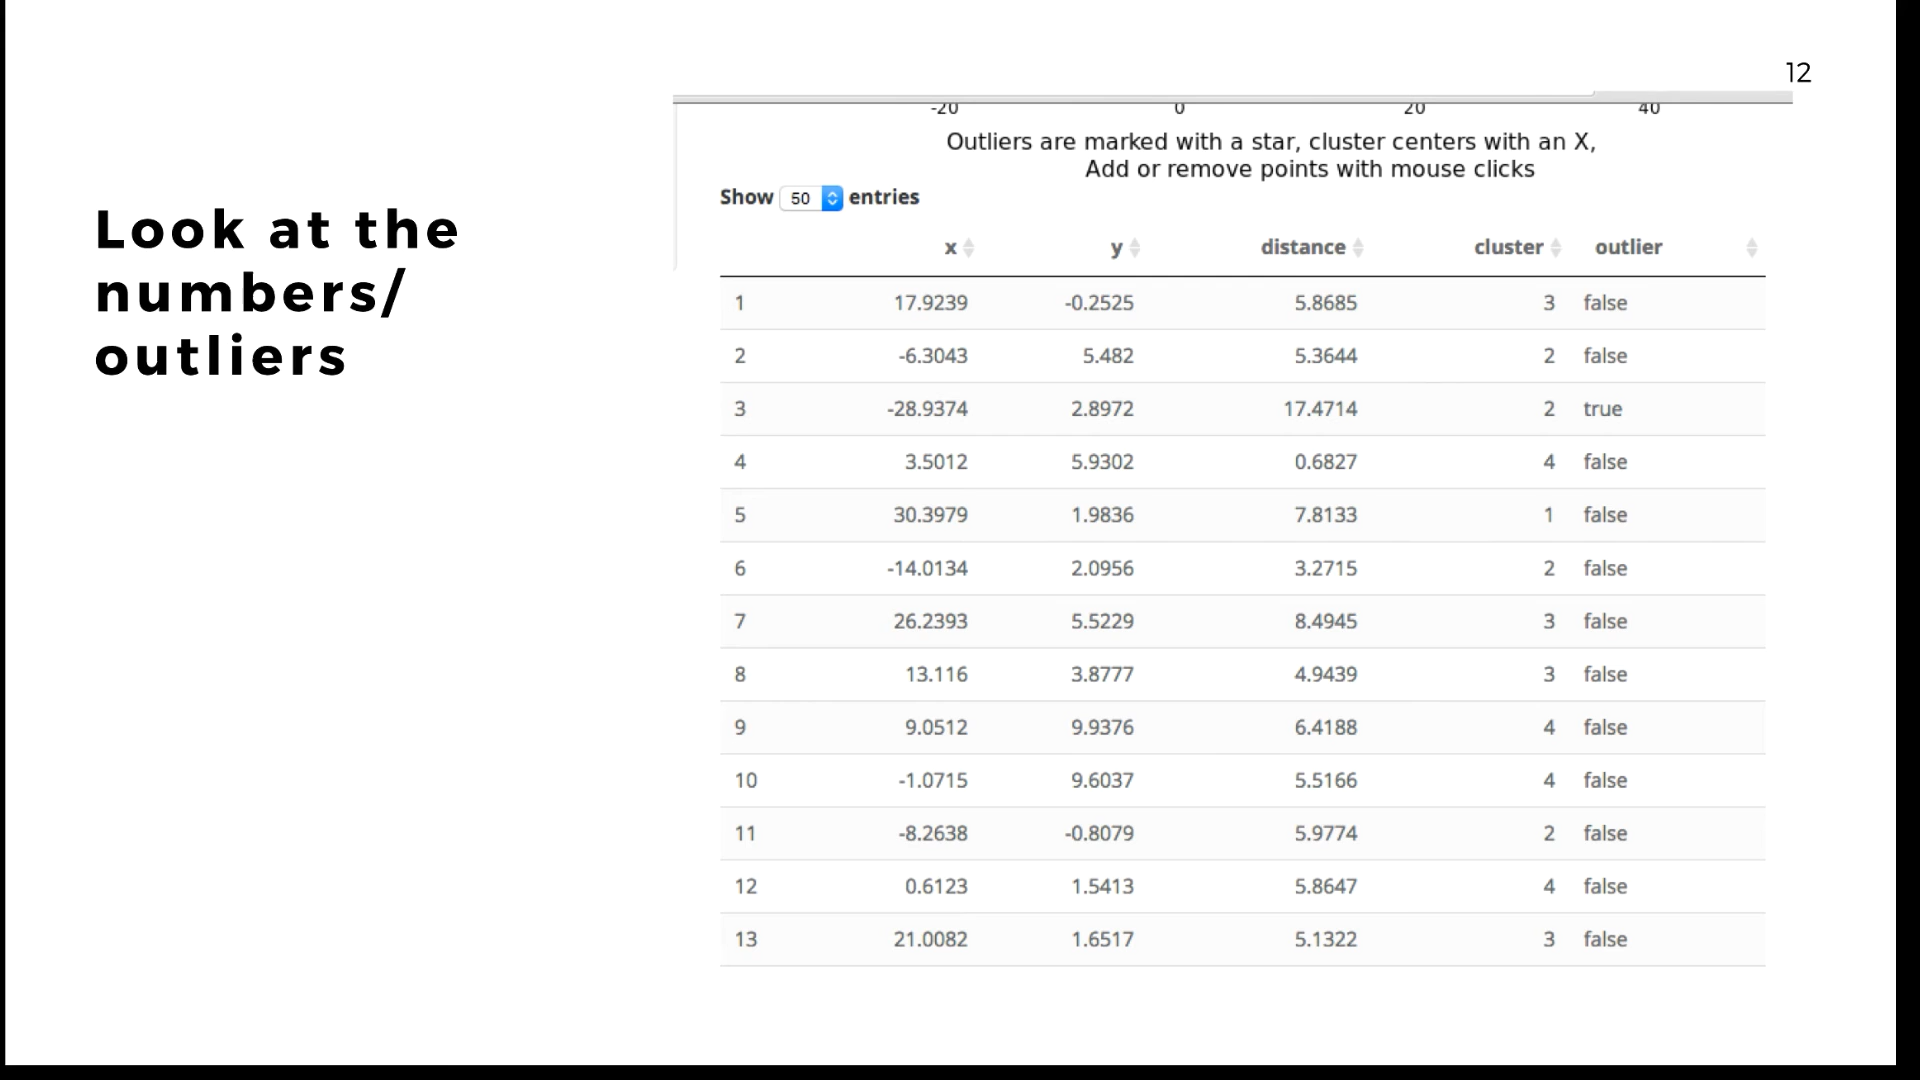 12
Look at the
numbers/
outliers
-20 0 20 40
Outliers are marked with a star, cluster centers with an X,
Add or remove points with mouse clicks
Show 50 entries
x y distance cluster outlier
1 17.9239 -0.2525 5.8685 3 false
2 -6.3043 5.482 5.3644 2 false
3 -28.9374 2.8972 17.4714 2 true
4 3.5012 5.9302 0.6827 4 false
5 30.3979 1.9836 7.8133 1 false
6 -14.0134 2.0956 3.2715 2 false
7 26.2393 5.5229 8.4945 3 false
8 13.116 3.8777 4.9439 3 false
9 9.0512 9.9376 6.4188 4 false
10 -1.0715 9.6037 5.5166 4 false
11 -8.2638 -0.8079 5.9774 2 false
12 0.6123 1.5413 5.8647 4 false
13 21.0082 1.6517 5.1322 3 false